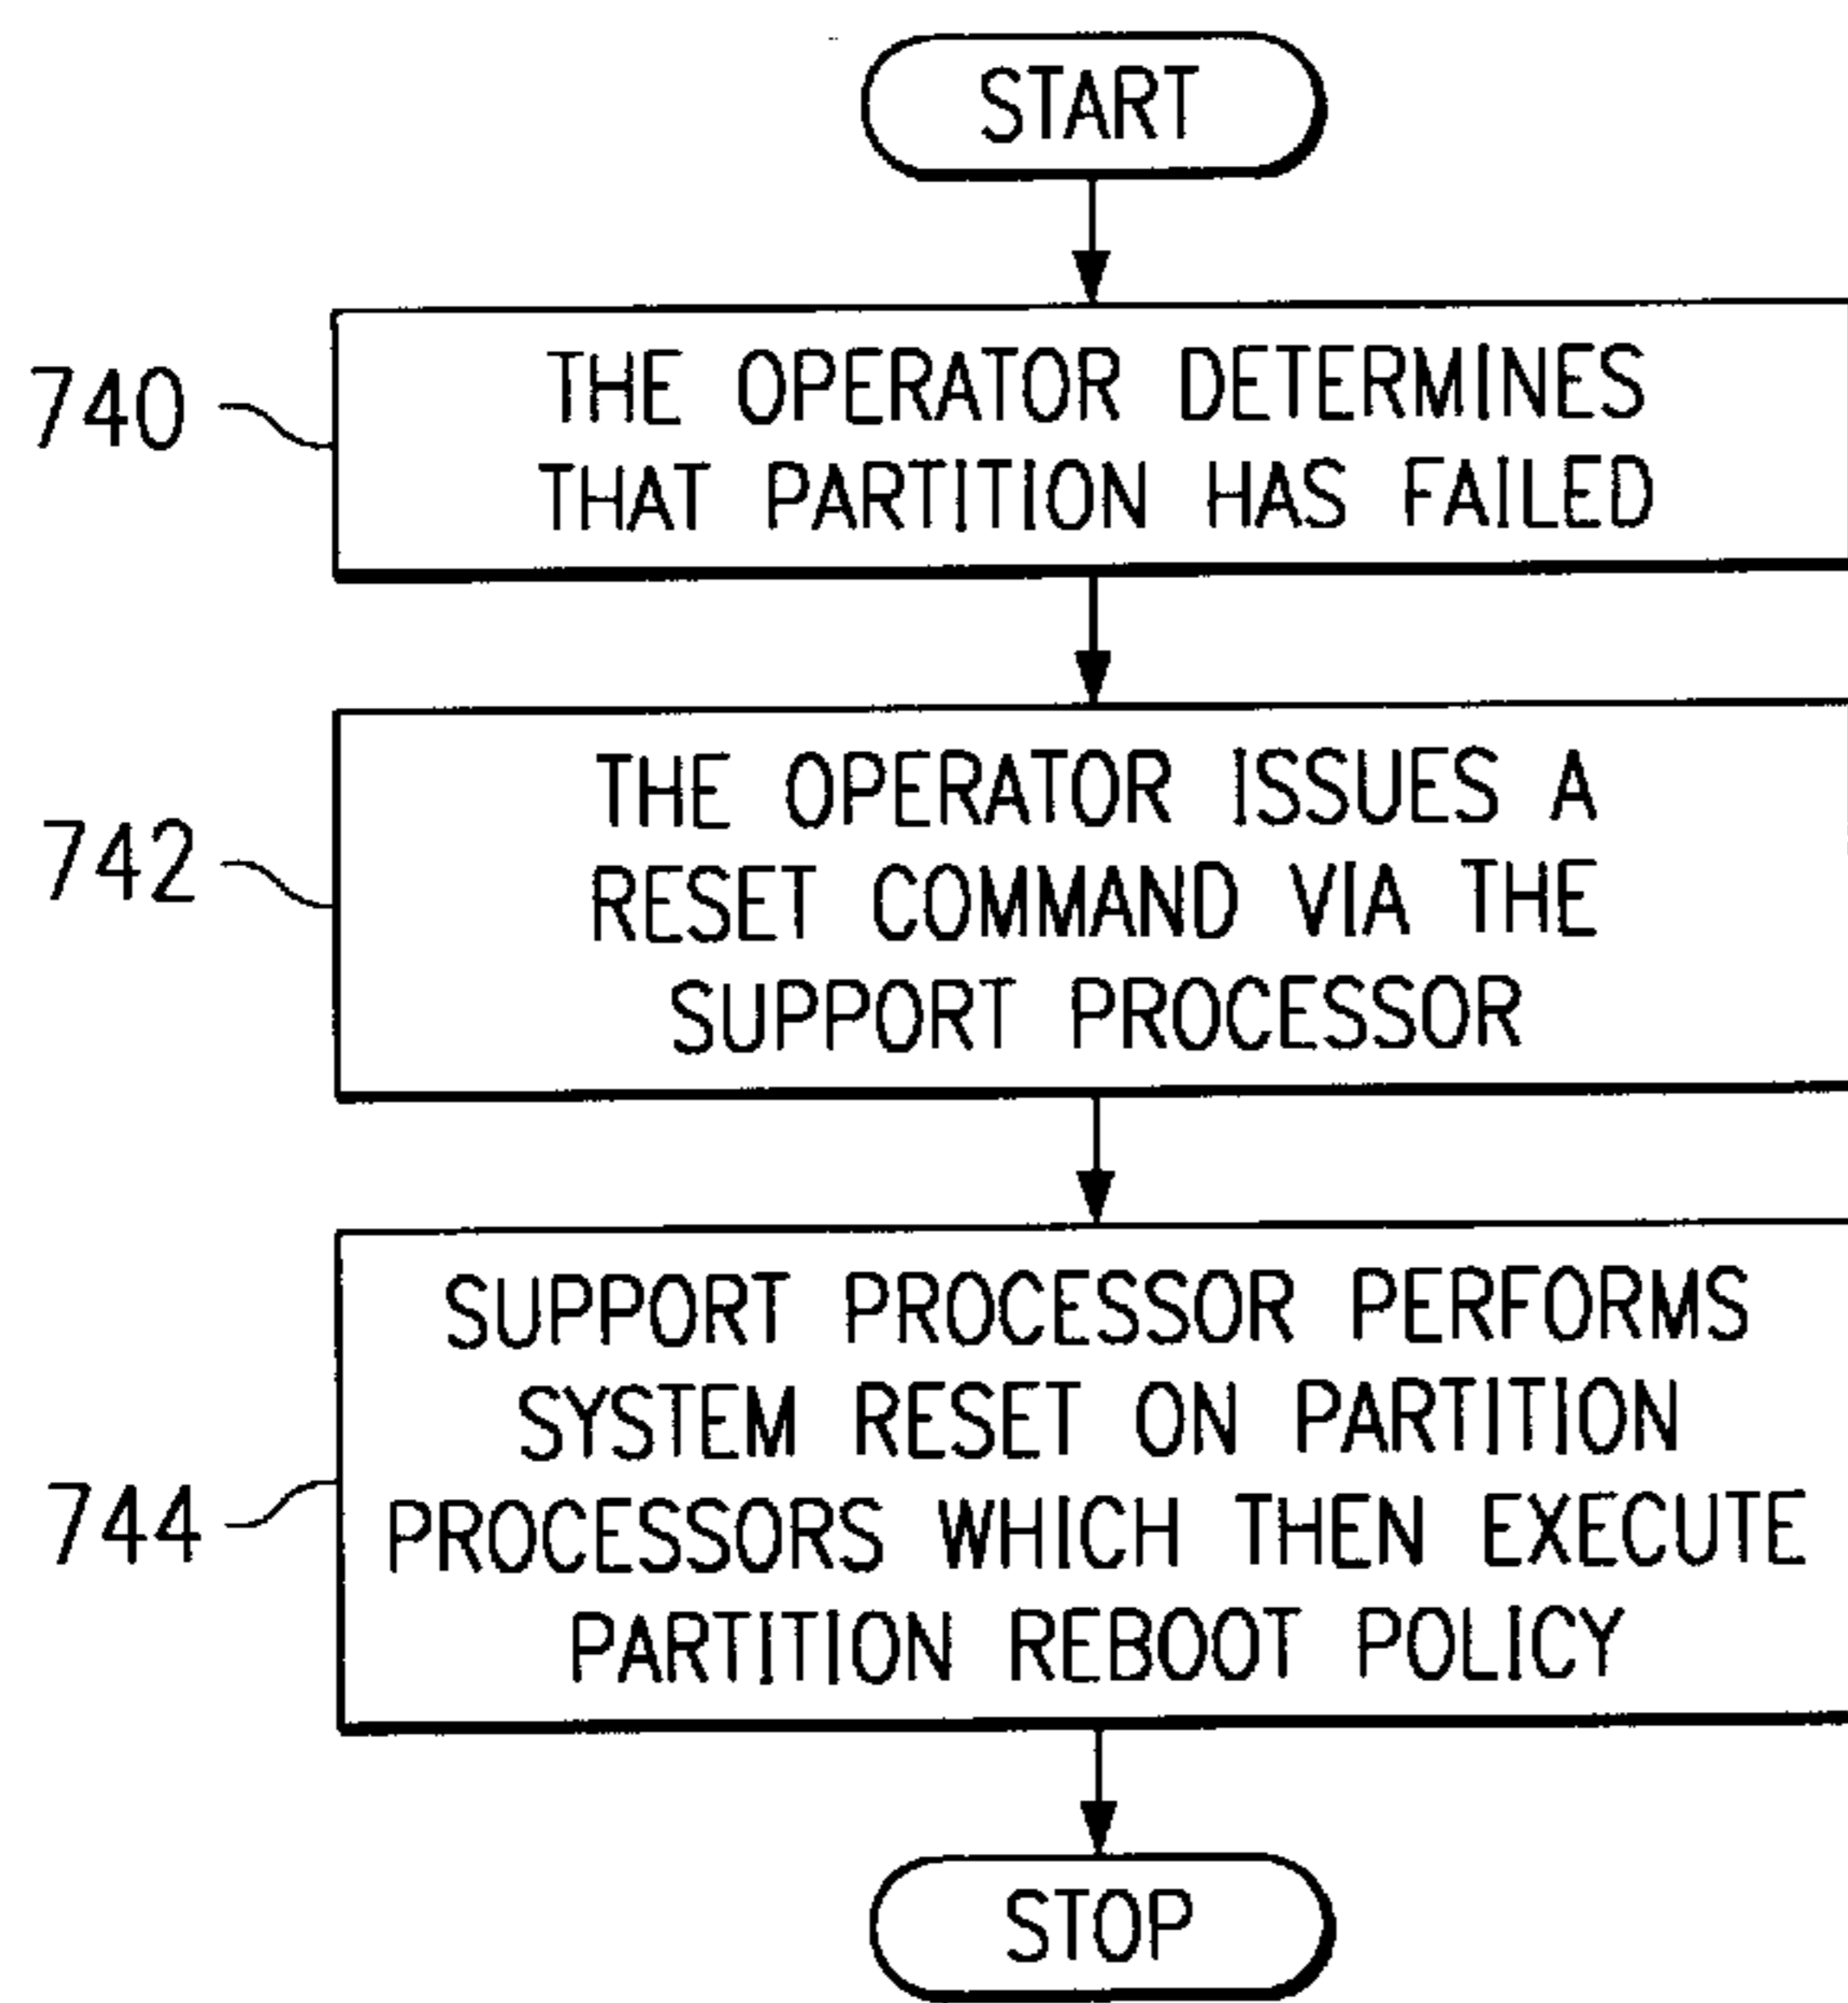 START
740
THE OPERATOR DETERMINES
THAT PARTITION HAS FAILED
742
THE OPERATOR ISSUES A
RESET COMMAND VIA THE
SUPPORT PROCESSOR
744
SUPPORT PROCESSOR PERFORMS
SYSTEM RESET ON PARTITION
PROCESSORS WHICH THEN EXECUTE
PARTITION REBOOT POLICY
STOP